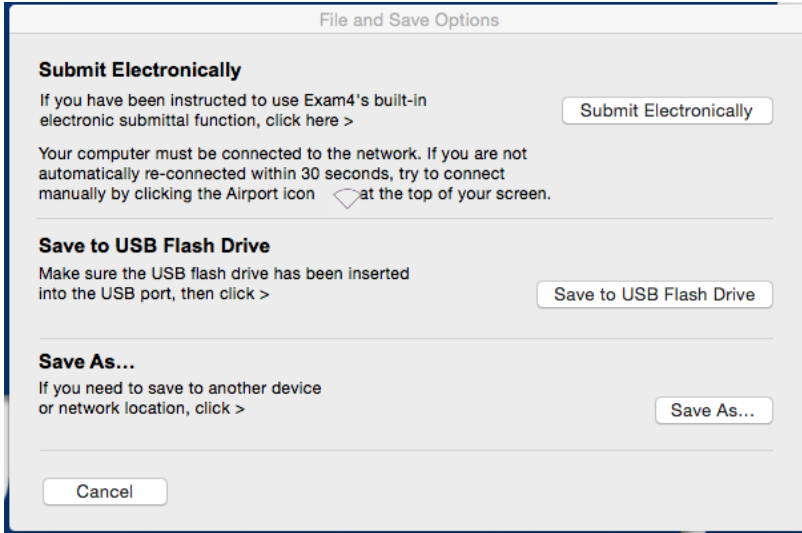 File and Save Options
Submit Electronically
If you have been instructed to use Exam4's built-in
electronic submittal function, click here >
Submit Electronically
Your computer must be connected to the network. If you are not
automatically re-connected within 30 seconds, try to connect
manually by clicking the Airport icon at the top of your screen.
Save to USB Flash Drive
Make sure the USB flash drive has been inserted
into the USB port, then click >
Save to USB Flash Drive
Save As...
If you need to save to another device
or network location, click >
Save As...
Cancel